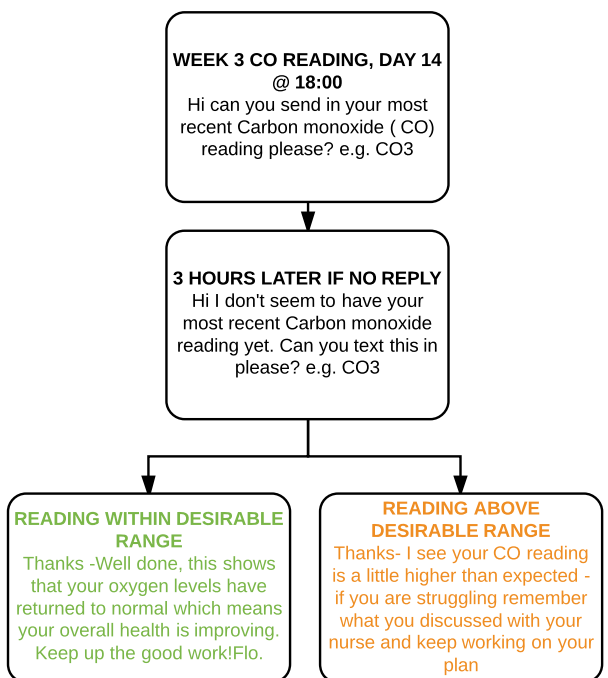 WEEK 3 CO READING, DAY 14
@ 18:00
Hi can you send in your most
recent Carbon monoxide ( CO)
reading please? e.g. CO3
3 HOURS LATER IF NO REPLY
Hi I don't seem to have your
most recent Carbon monoxide
reading yet. Can you text this in
please? e.g. CO3
READING WITHIN DESIRABLE
RANGE
Thanks -Well done, this shows
that your oxygen levels have
returned to normal which means
your overall health is improving.
Keep up the good work!Flo.
READING ABOVE
DESIRABLE RANGE
Thanks- I see your CO reading
is a little higher than expected -
if you are struggling remember
what you discussed with your
nurse and keep working on your
plan